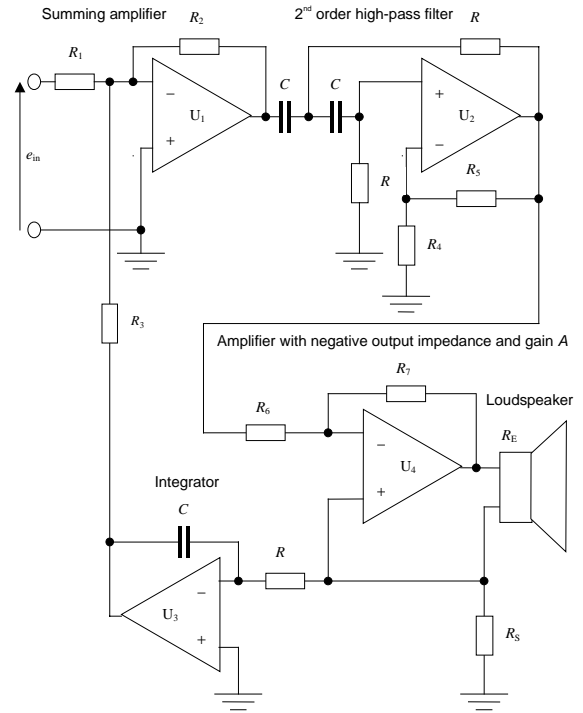 Summing amplifier
2nd order high-pass filter
R1
R2
R
C
C
−
+
U1
+
−
U2
ein
R
R5
R4
R3
Amplifier with negative output impedance and gain A
R7
R6
Loudspeaker
RE
−
+
U4
Integrator
C
R
−
+
U3
RS